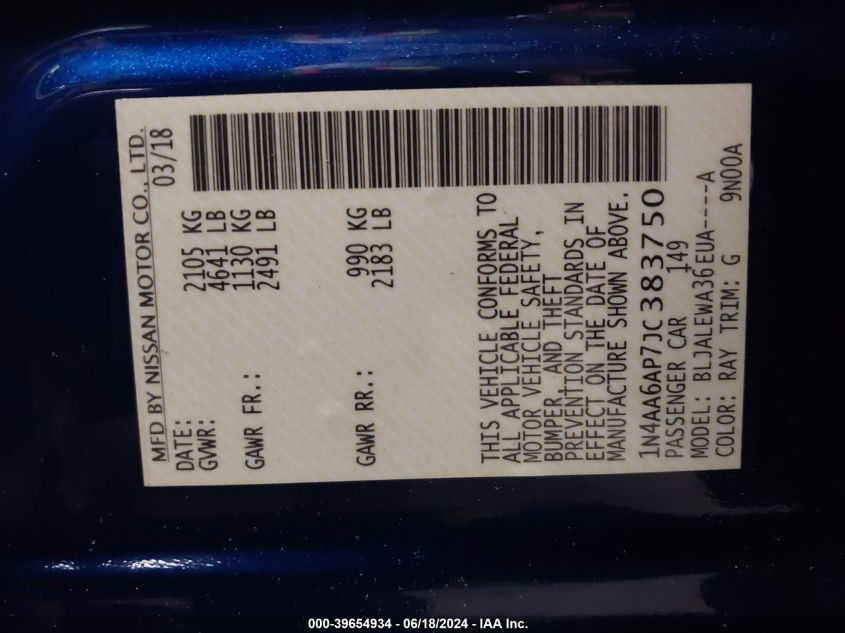 MFD BY NISSAN MOTOR CO., LTD.
DATE: 03/18
GVWR: 2105 KG
4641 LB
GAWR FR.: 1130 KG
2491 LB
GAWR RR.: 990 KG
2183 LB
THIS VEHICLE CONFORMS TO
ALL APPLICABLE FEDERAL
MOTOR VEHICLE SAFETY,
BUMPER, AND THEFT
PREVENTION STANDARDS IN
EFFECT ON THE DATE OF
MANUFACTURE SHOWN ABOVE.
1N4AA6AP7JC383750
PASSENGER CAR 149
MODEL: BLJALEWA36EUA----A
COLOR: RAY TRIM: G 9N00A
000-39654934 - 06/18/2024 - IAA Inc.